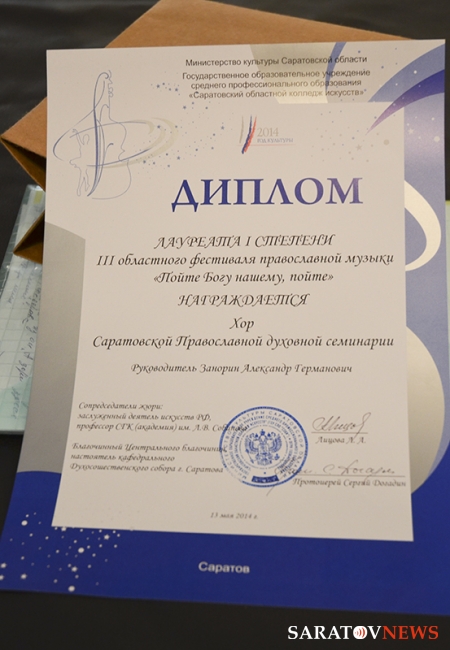 Министерство культуры Саратовской области
Государственное образовательное учреждение
среднего профессионального образования
«Саратовский областной колледж искусств»
2014
ГОД КУЛЬТУРЫ
ДИПЛОМ
ЛАУРЕАТА I СТЕПЕНИ
III областного фестиваля православной музыки
«Пойте Богу нашему, пойте»
НАГРАЖДАЕТСЯ
Хор
Саратовской Православной духовной семинарии
Руководитель Занорин Александр Германович
Сопредседатели жюри:
заслуженный деятель искусств РФ,
профессор СГК (академия) им. Л.В. Собинова
Лицова Л. А.
Благочинный Центрального благочиния,
настоятель кафедрального
Духосошественского собора г. Саратова
Протоиерей Сергий Догадин
13 мая 2014 г.
Саратов
SARATOVNEWS